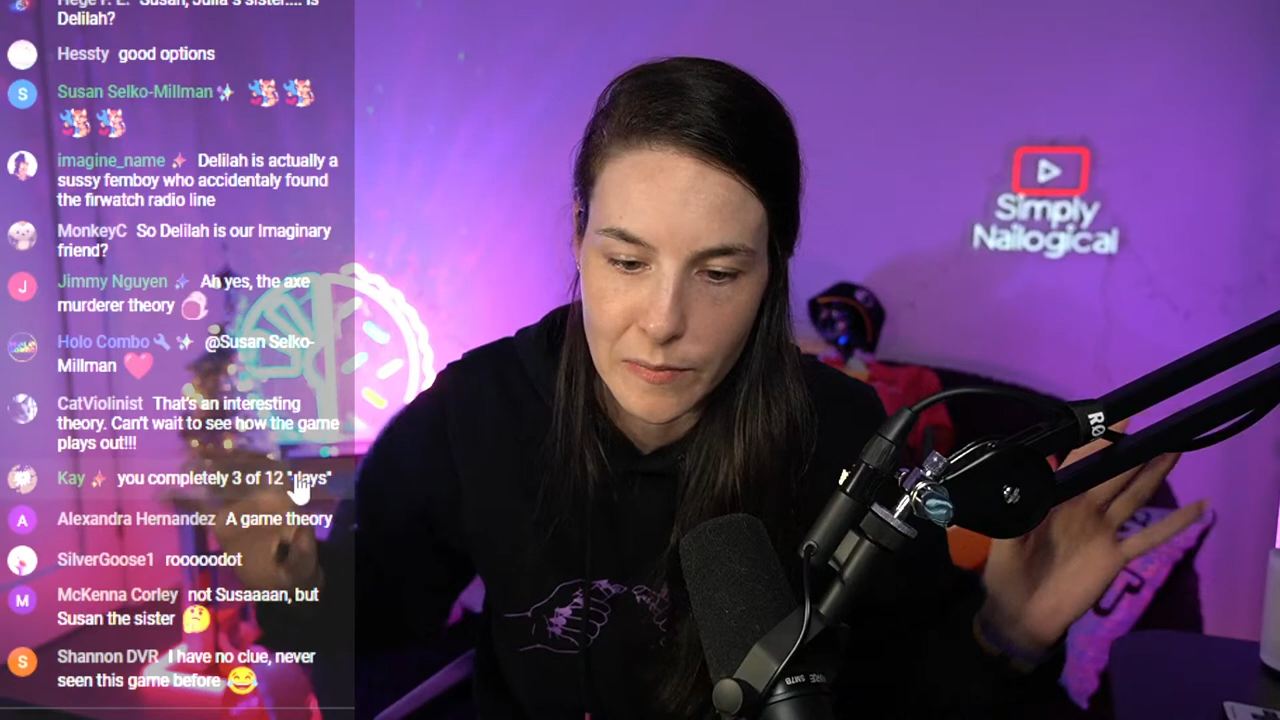 Susan, Julia's sister.... is
Delilah?
Hessty good options
Susan Selko-Millman
imagine_name Delilah is actually a
sussy femboy who accidentaly found
the firwatch radio line
MonkeyC So Delilah is our Imaginary
friend?
Jimmy Nguyen Ah yes, the axe
murderer theory
Holo Combo @Susan Selko-
Millman
CatViolinist That's an interesting
theory. Can't wait to see how the game
plays out!!!
Kay you completely 3 of 12 "days"
Alexandra Hernandez A game theory
SilverGoose1 rooooodot
McKenna Corley not Susaaaan, but
Susan the sister
Shannon DVR I have no clue, never
seen this game before
Simply
Nailogical
RØ
SM7B